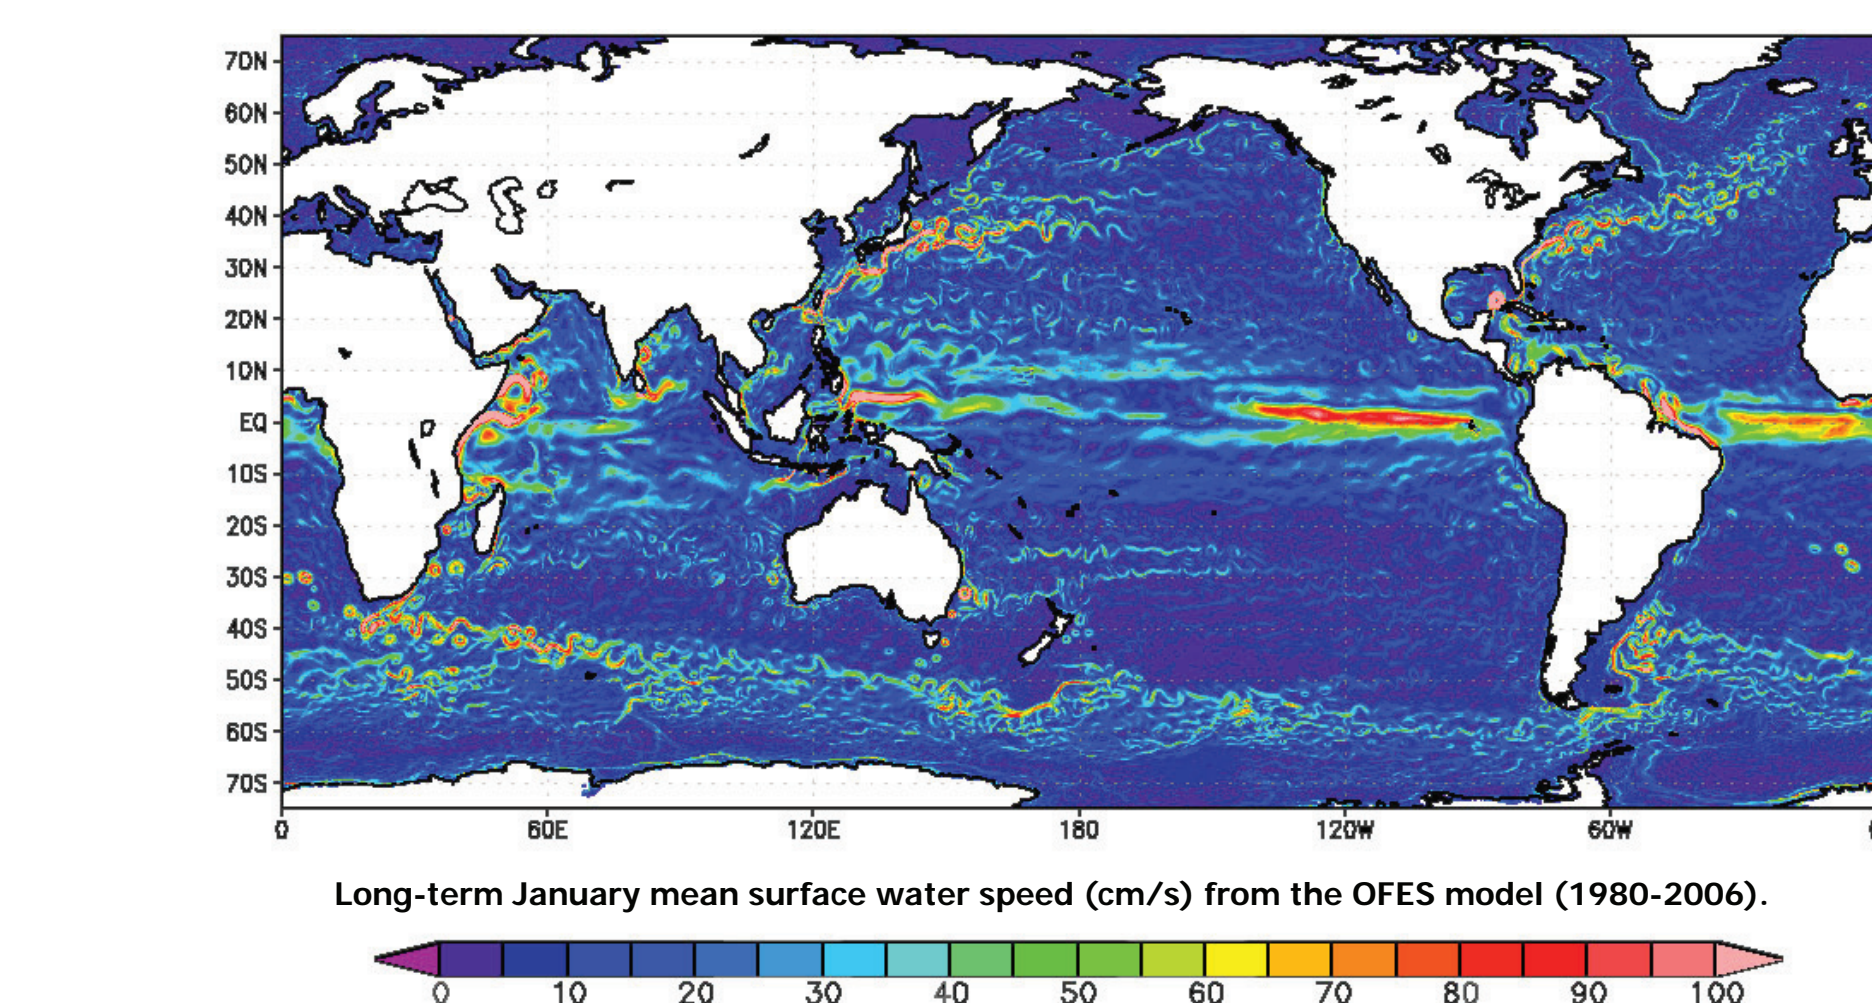 70N
60N
50N
40N
30N
20N
10N
EQ
10S
20S
30S
40S
50S
60S
70S
0 60E 120E 180 120W 60W
Long-term January mean surface water speed (cm/s) from the OFES model (1980-2006).
0 10 20 30 40 50 60 70 80 90 100